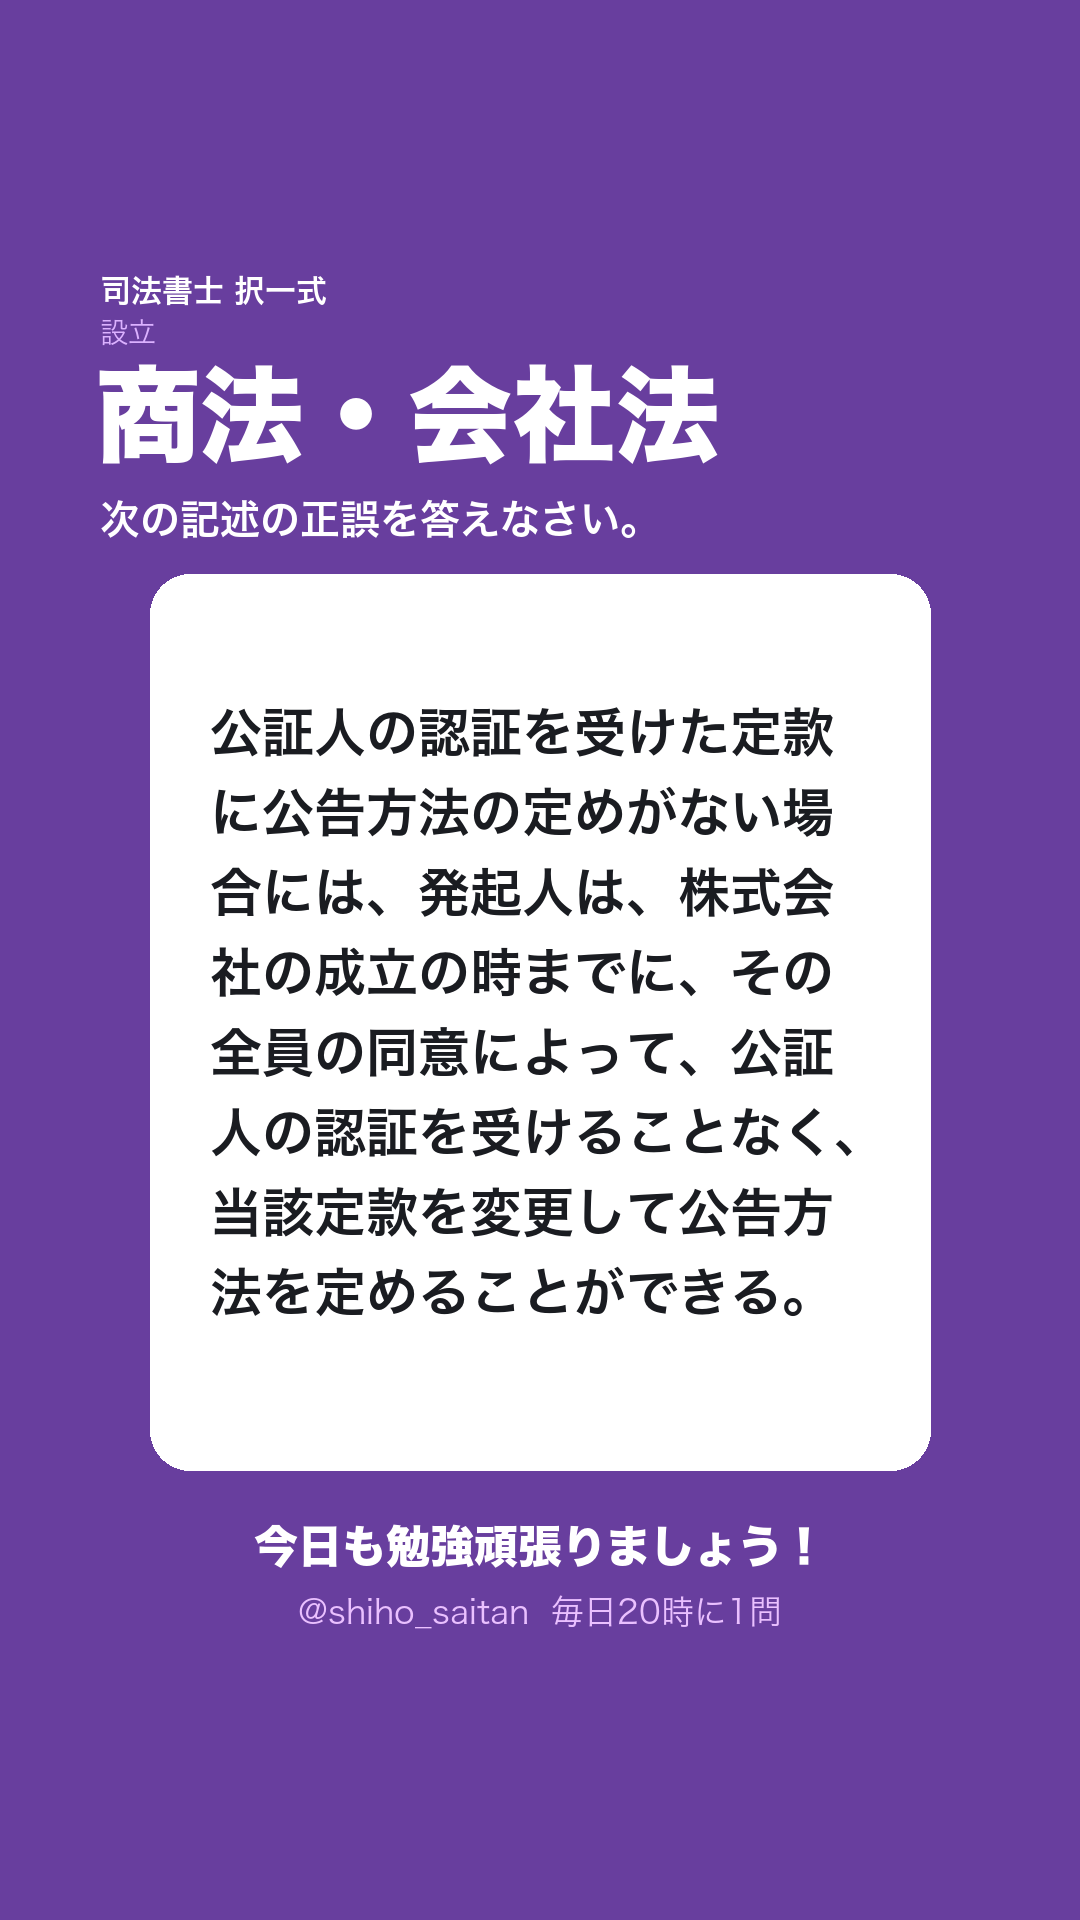 司法書士 択一式
設立
商法・会社法
次の記述の正誤を答えなさい。
公証人の認証を受けた定款
に公告方法の定めがない場
合には、発起人は、株式会
社の成立の時までに、その
全員の同意によって、公証
人の認証を受けることなく、
当該定款を変更して公告方
法を定めることができる。
今日も勉強頑張りましょう！
@shiho_saitan 毎日20時に1問